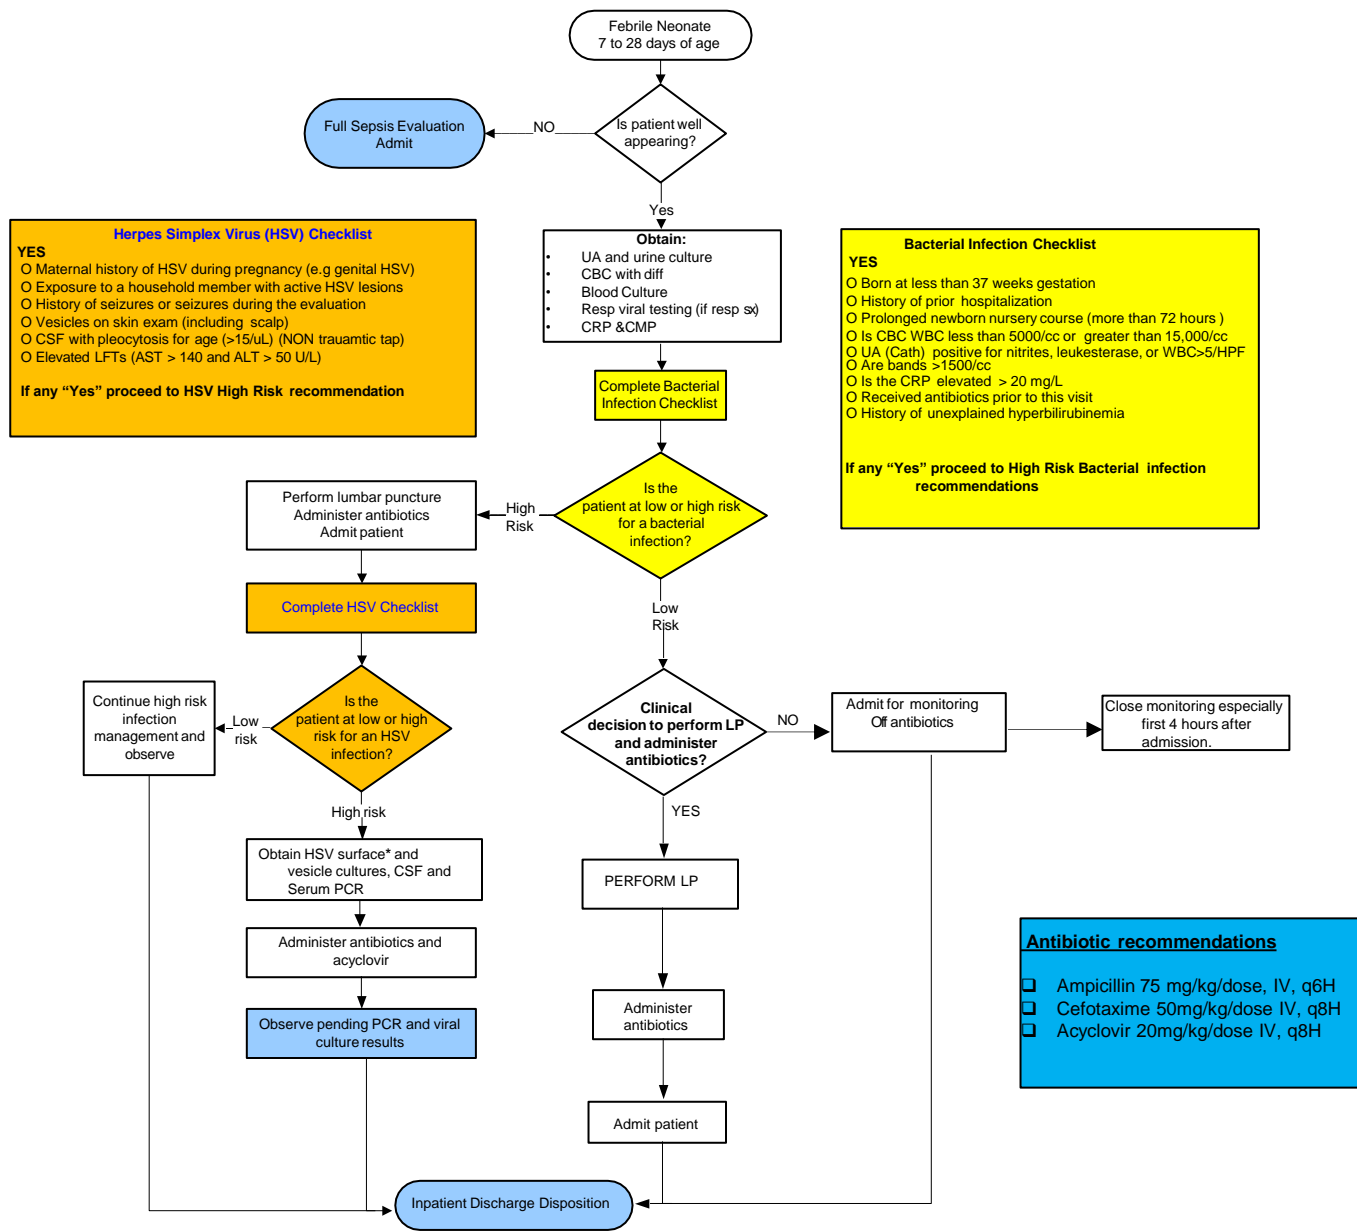 Febrile Neonate
7 to 28 days of age
Is patient well
appearing?
NO
Full Sepsis Evaluation
Admit
Yes
Herpes Simplex Virus (HSV) Checklist
YES
O Maternal history of HSV during pregnancy (e.g genital HSV)
O Exposure to a household member with active HSV lesions
O History of seizures or seizures during the evaluation
O Vesicles on skin exam (including scalp)
O CSF with pleocytosis for age (>15/uL) (NON trauamtic tap)
O Elevated LFTs (AST > 140 and ALT > 50 U/L)
If any “Yes” proceed to HSV High Risk recommendation
Obtain:
• UA and urine culture
• CBC with diff
• Blood Culture
• Resp viral testing (if resp sx)
• CRP &CMP
Bacterial Infection Checklist
YES
O Born at less than 37 weeks gestation
O History of prior hospitalization
O Prolonged newborn nursery course (more than 72 hours )
O Is CBC WBC less than 5000/cc or greater than 15,000/cc
O UA (Cath) positive for nitrites, leukesterase, or WBC>5/HPF
O Are bands >1500/cc
O Is the CRP elevated > 20 mg/L
O Received antibiotics prior to this visit
O History of unexplained hyperbilirubinemia
If any “Yes” proceed to High Risk Bacterial infection
recommendations
Complete Bacterial
Infection Checklist
Is the
patient at low or high risk
for a bacterial
infection?
High
Risk
Perform lumbar puncture
Administer antibiotics
Admit patient
Complete HSV Checklist
Low
Risk
Is the
patient at low or high
risk for an HSV
infection?
Low
risk
Continue high risk
infection
management and
observe
High risk
Obtain HSV surface* and
vesicle cultures, CSF and
Serum PCR
Administer antibiotics and
acyclovir
Observe pending PCR and viral
culture results
Clinical
decision to perform LP
and administer
antibiotics?
NO
Admit for monitoring
Off antibiotics
Close monitoring especially
first 4 hours after
admission.
YES
PERFORM LP
Administer
antibiotics
Admit patient
Antibiotic recommendations
❑ Ampicillin 75 mg/kg/dose, IV, q6H
❑ Cefotaxime 50mg/kg/dose IV, q8H
❑ Acyclovir 20mg/kg/dose IV, q8H
Inpatient Discharge Disposition